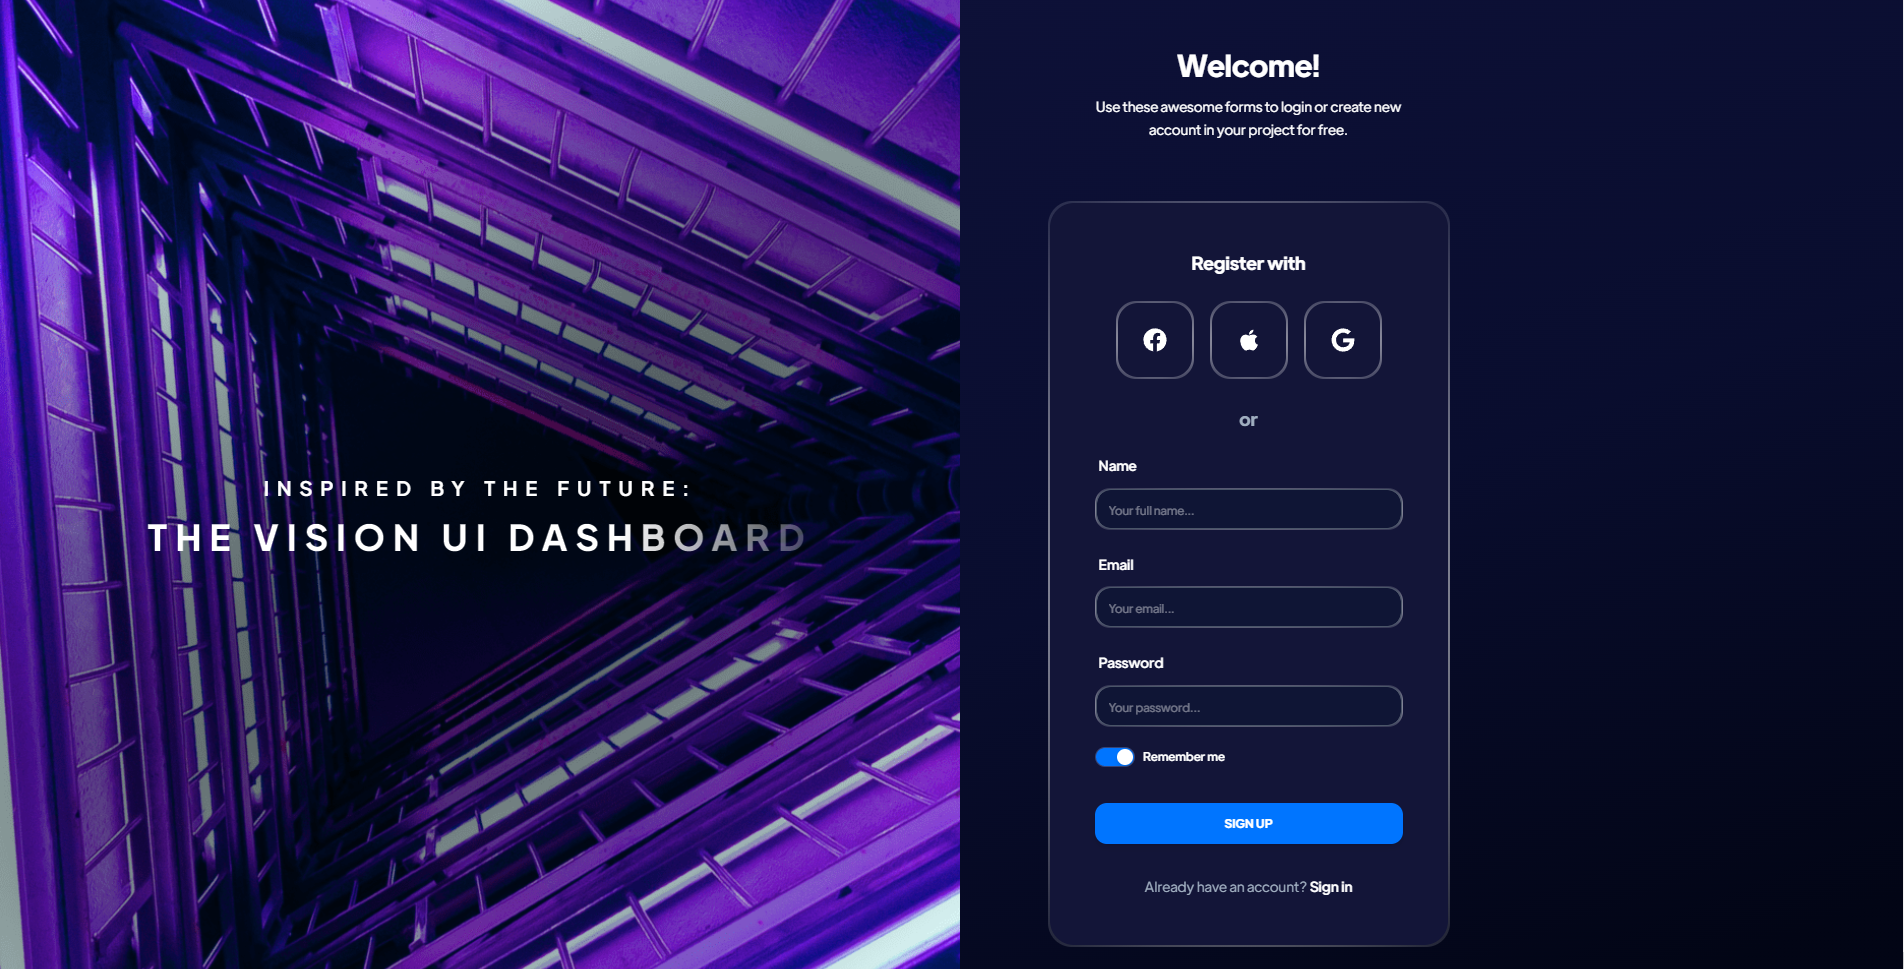 INSPIRED BY THE FUTURE:
THE VISION UI DASHBOARD
Welcome!
Use these awesome forms to login or create new
account in your project for free.
Register with
or
Name
Your full name...
Email
Your email...
Password
Your password...
Remember me
SIGN UP
Already have an account? Sign in